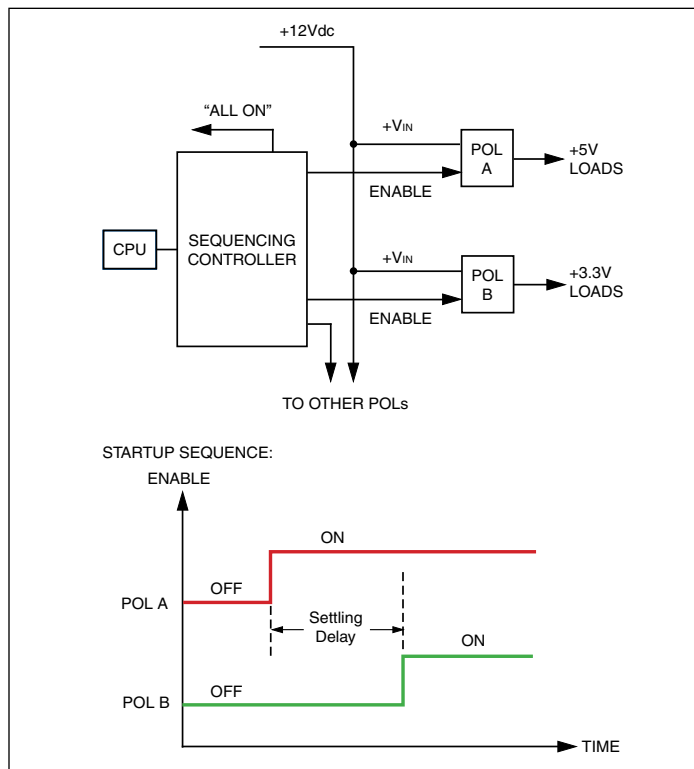 +12Vdc
“ALL ON”
+VIN
POL
A
+5V
LOADS
ENABLE
CPU
SEQUENCING
CONTROLLER
+VIN
POL
B
+3.3V
LOADS
ENABLE
TO OTHER POLs
STARTUP SEQUENCE:
ENABLE
ON
OFF
POL A
Settling
Delay
ON
OFF
POL B
TIME